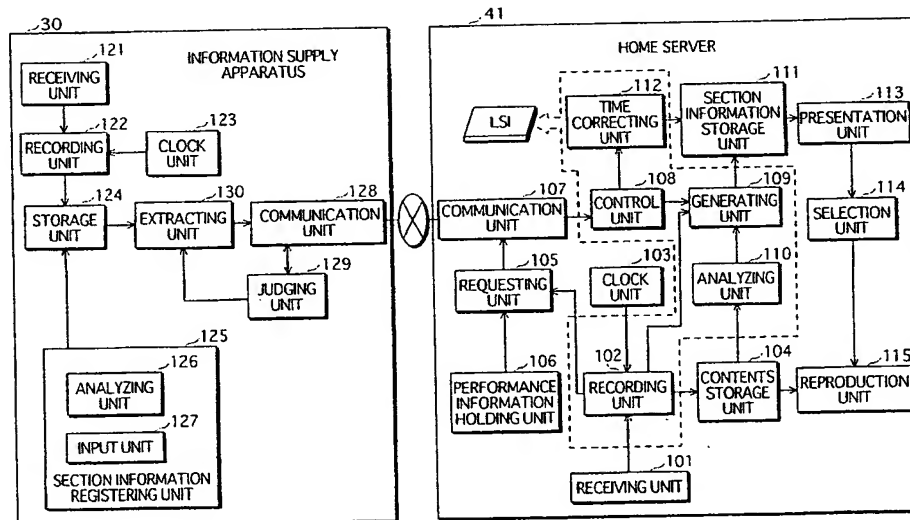 30
INFORMATION SUPPLY
APPARATUS
121
RECEIVING
UNIT
122
RECORDING
UNIT
123
CLOCK
UNIT
124
STORAGE
UNIT
130
EXTRACTING
UNIT
128
COMMUNICATION
UNIT
129
JUDGING
UNIT
125
126
ANALYZING
UNIT
127
INPUT UNIT
SECTION INFORMATION
REGISTERING UNIT
41
HOME SERVER
LSI
112
TIME
CORRECTING
UNIT
111
SECTION
INFORMATION
STORAGE
UNIT
113
PRESENTATION
UNIT
107
COMMUNICATION
UNIT
108
CONTROL
UNIT
109
GENERATING
UNIT
114
SELECTION
UNIT
105
REQUESTING
UNIT
103
CLOCK
UNIT
110
ANALYZING
UNIT
106
PERFORMANCE
INFORMATION
HOLDING UNIT
102
RECORDING
UNIT
104
CONTENTS
STORAGE
UNIT
115
REPRODUCTION
UNIT
101
RECEIVING UNIT